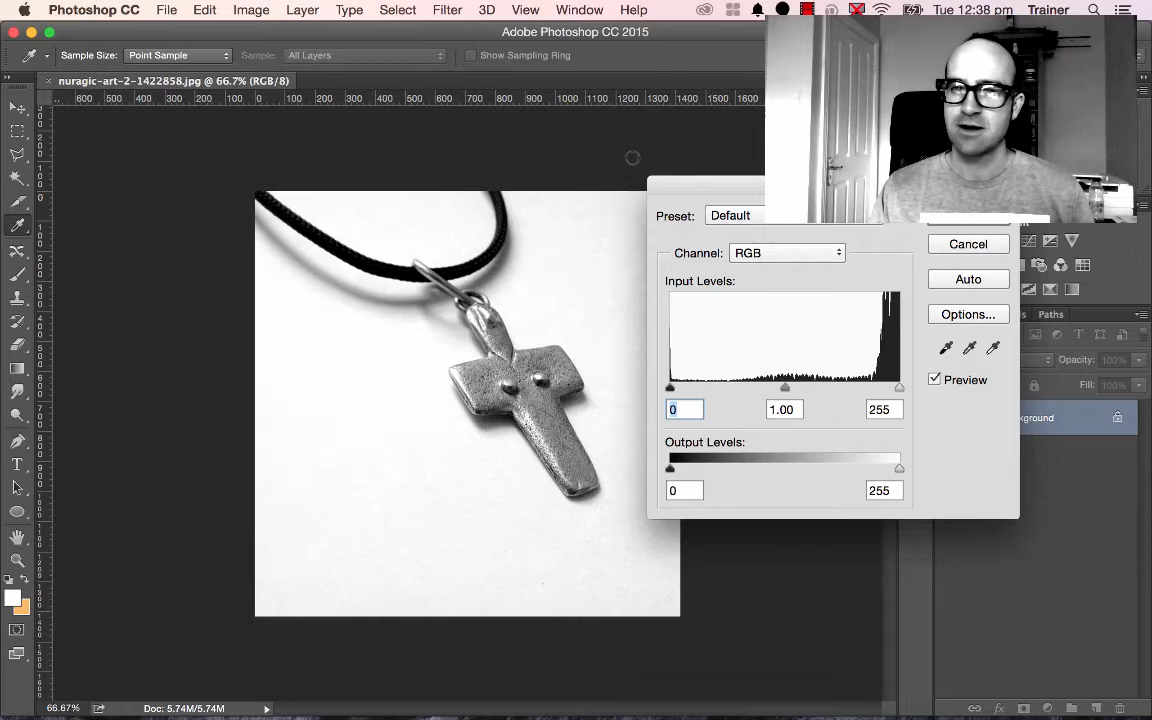 Photoshop CC File Edit Image Layer Type Select Filter 3D View Window Help Tue 12:38 pm Trainer
Adobe Photoshop CC 2015
Sample Size: Point Sample Sample: All Layers Show Sampling Ring
nuragic-art-2-1422858.jpg @ 66.7% (RGB/8)
600 500 400 300 200 100 0 100 200 300 400 500 600 700 800 900 1000 1100 1200 1300 1400 1500 1600
Preset: Default
Channel: RGB
Cancel
Input Levels:
Auto
Options...
Paths
Preview
Opacity: 100%
Fill: 100%
0 1.00 255
kground
Output Levels:
0 255
66.67% Doc: 5.74M/5.74M